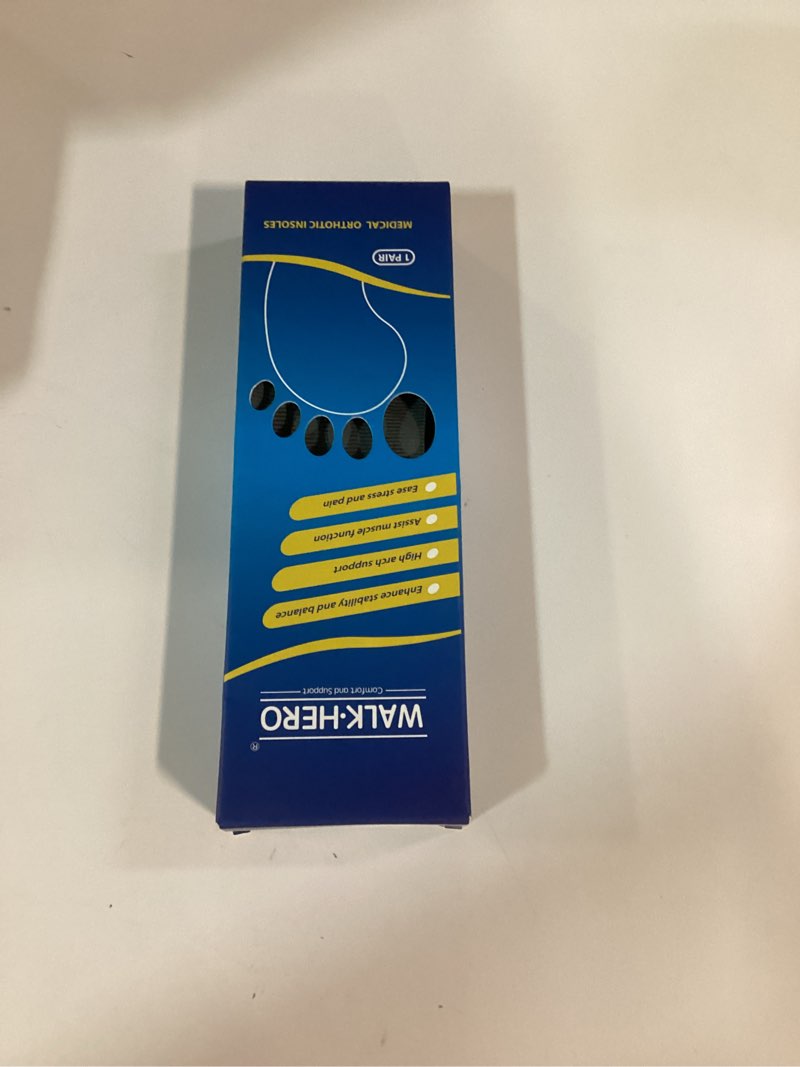 ®
WALK·HERO
Comfort and Support
Enhance stability and balance
High arch support
Assist muscle function
Ease stress and pain
1 PAIR
MEDICAL ORTHOTIC INSOLES